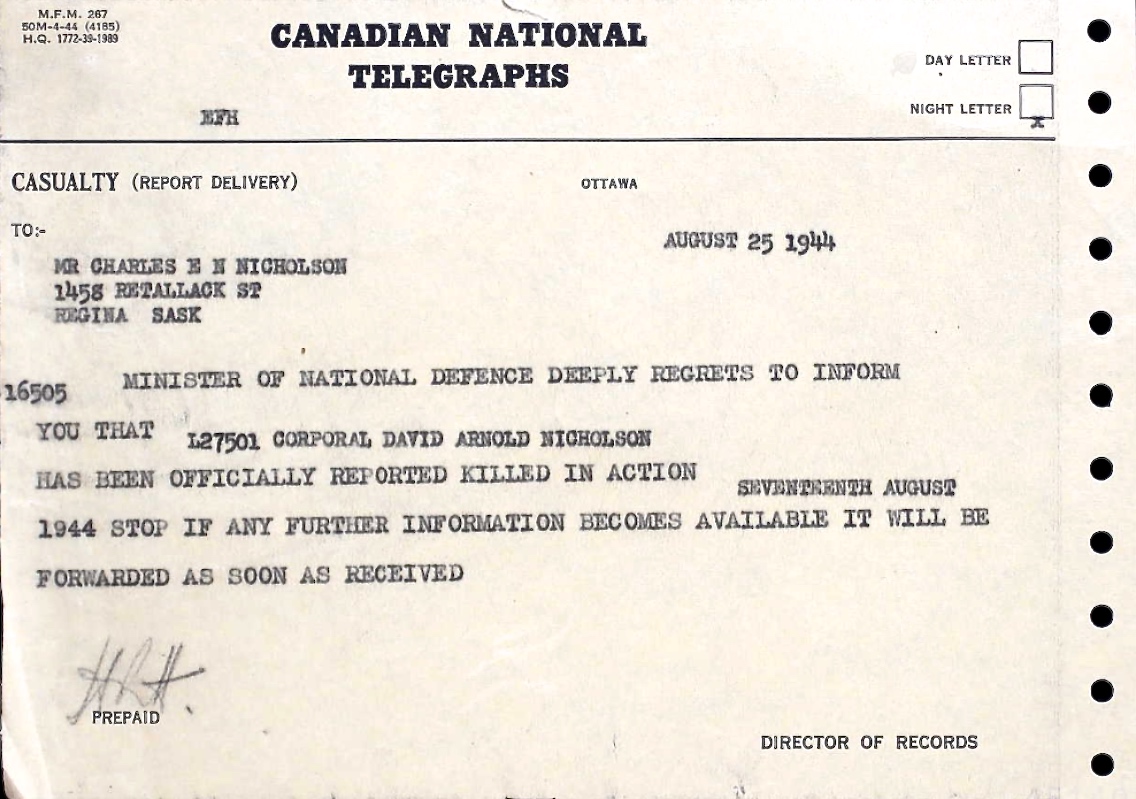 M.F.M. 267
50M-4-44 (4185)
H.Q. 1772-39-1989
CANADIAN NATIONAL
TELEGRAPHS
DAY LETTER
NIGHT LETTER
X
EFH
CASUALTY (REPORT DELIVERY) OTTAWA
TO:-
AUGUST 25 1944
MR CHARLES E N NICHOLSON
1458 RETALLACK ST
REGINA SASK
16505 MINISTER OF NATIONAL DEFENCE DEEPLY REGRETS TO INFORM
YOU THAT L27501 CORPORAL DAVID ARNOLD NICHOLSON
HAS BEEN OFFICIALLY REPORTED KILLED IN ACTION SEVENTEENTH AUGUST
1944 STOP IF ANY FURTHER INFORMATION BECOMES AVAILABLE IT WILL BE
FORWARDED AS SOON AS RECEIVED
PREPAID
DIRECTOR OF RECORDS